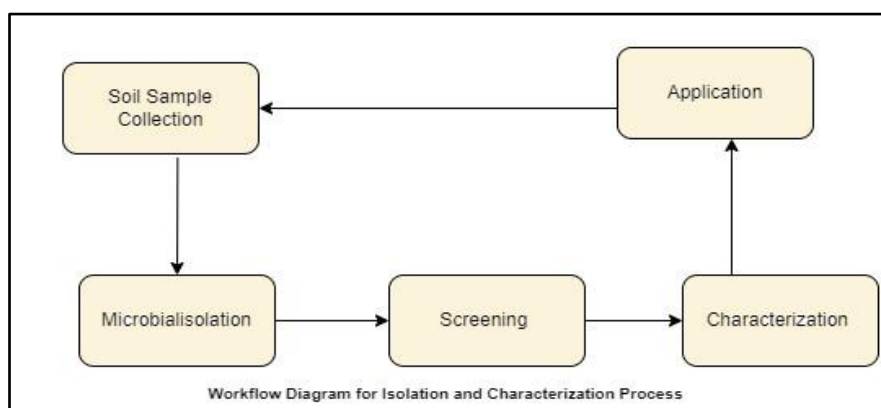 Soil Sample
Collection
Application
Microbialisolation
Screening
Characterization
Workflow Diagram for Isolation and Characterization Process